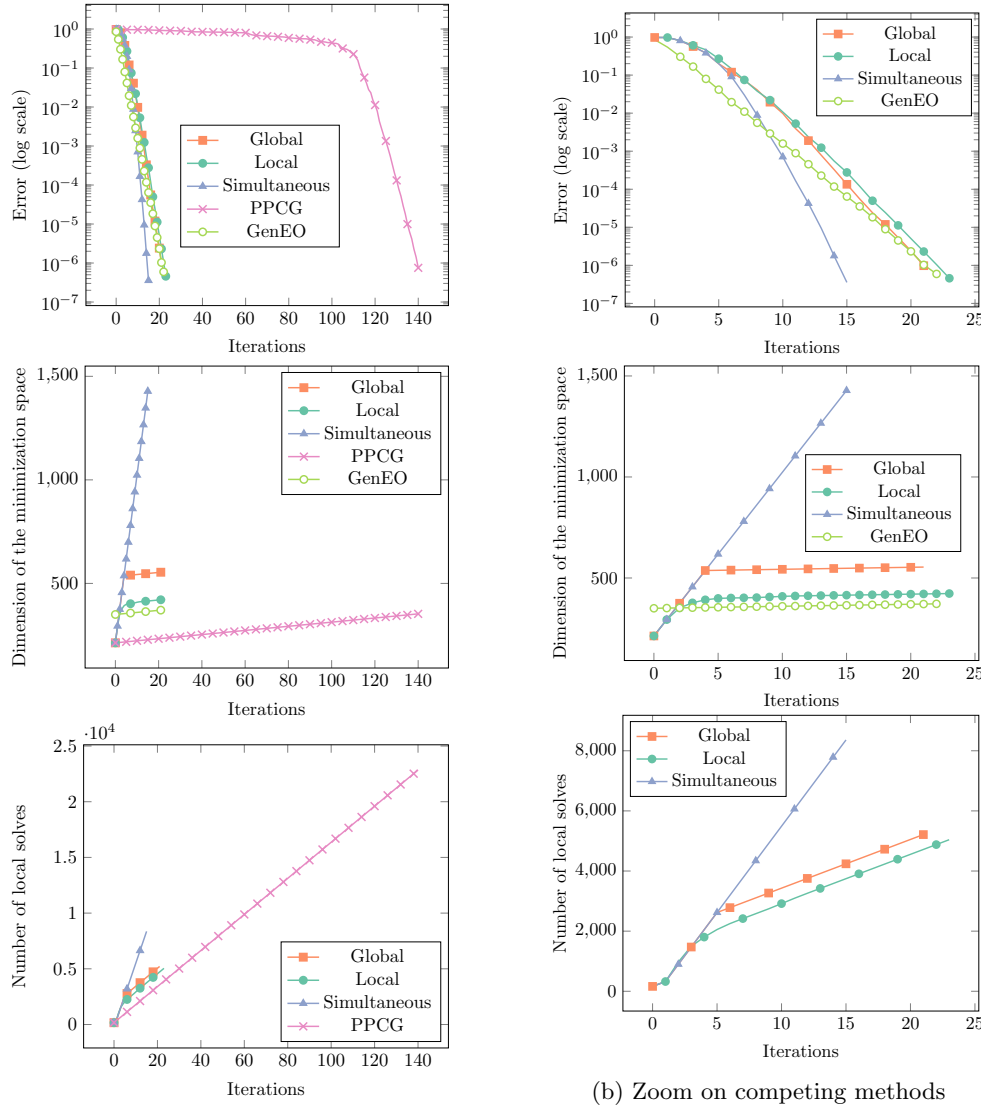 10^0
10^−1
10^−2
10^−3
10^−4
10^−5
10^−6
10^−7
Error (log scale)
Global
Local
Simultaneous
PPCG
GenEO
0 20 40 60 80 100 120 140
Iterations
10^0
10^−1
10^−2
10^−3
10^−4
10^−5
10^−6
10^−7
Error (log scale)
Global
Local
Simultaneous
GenEO
0 5 10 15 20 25
Iterations
1,500
1,000
500
Dimension of the minimization space
Global
Local
Simultaneous
PPCG
GenEO
0 20 40 60 80 100 120 140
Iterations
1,500
1,000
500
Dimension of the minimization space
Global
Local
Simultaneous
GenEO
0 5 10 15 20 25
Iterations
·10^4
2.5
2
1.5
1
0.5
0
Number of local solves
Global
Local
Simultaneous
PPCG
0 20 40 60 80 100 120 140
Iterations
8,000
6,000
4,000
2,000
0
Number of local solves
Global
Local
Simultaneous
0 5 10 15 20 25
Iterations
(b) Zoom on competing methods